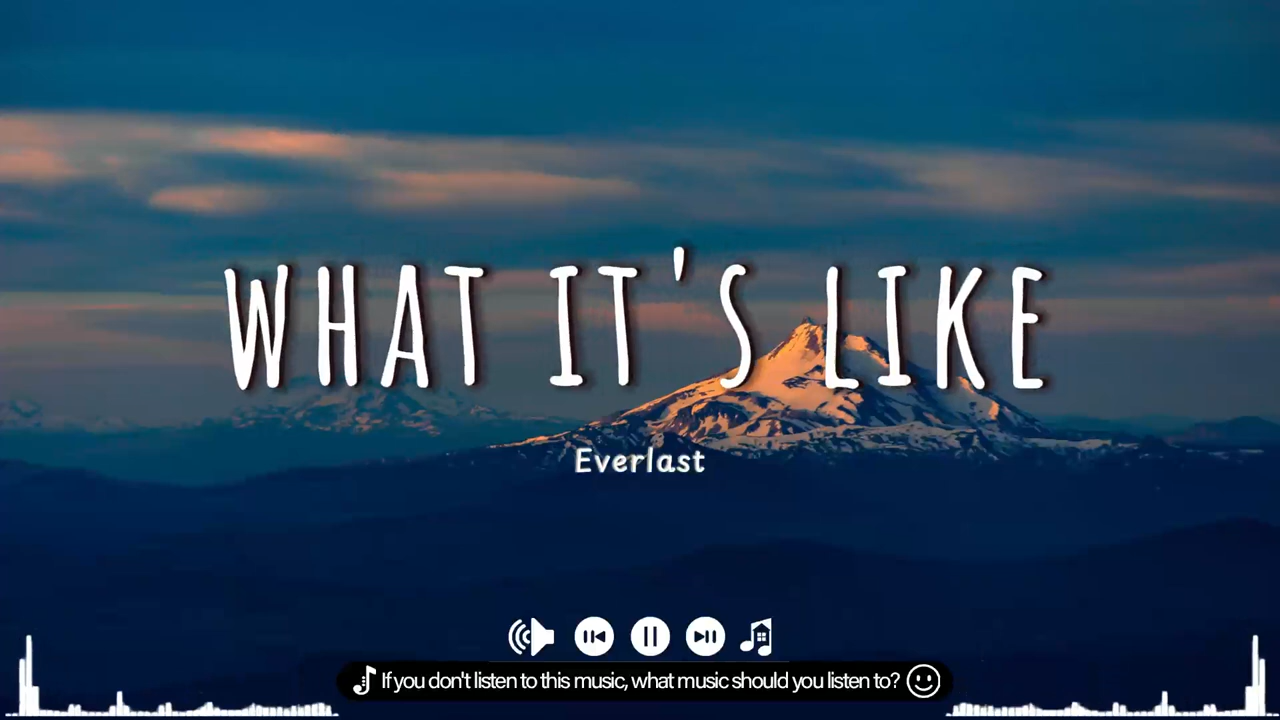 WHAT IT'S LIKE
Everlast
If you don't listen to this music, what music should you listen to?